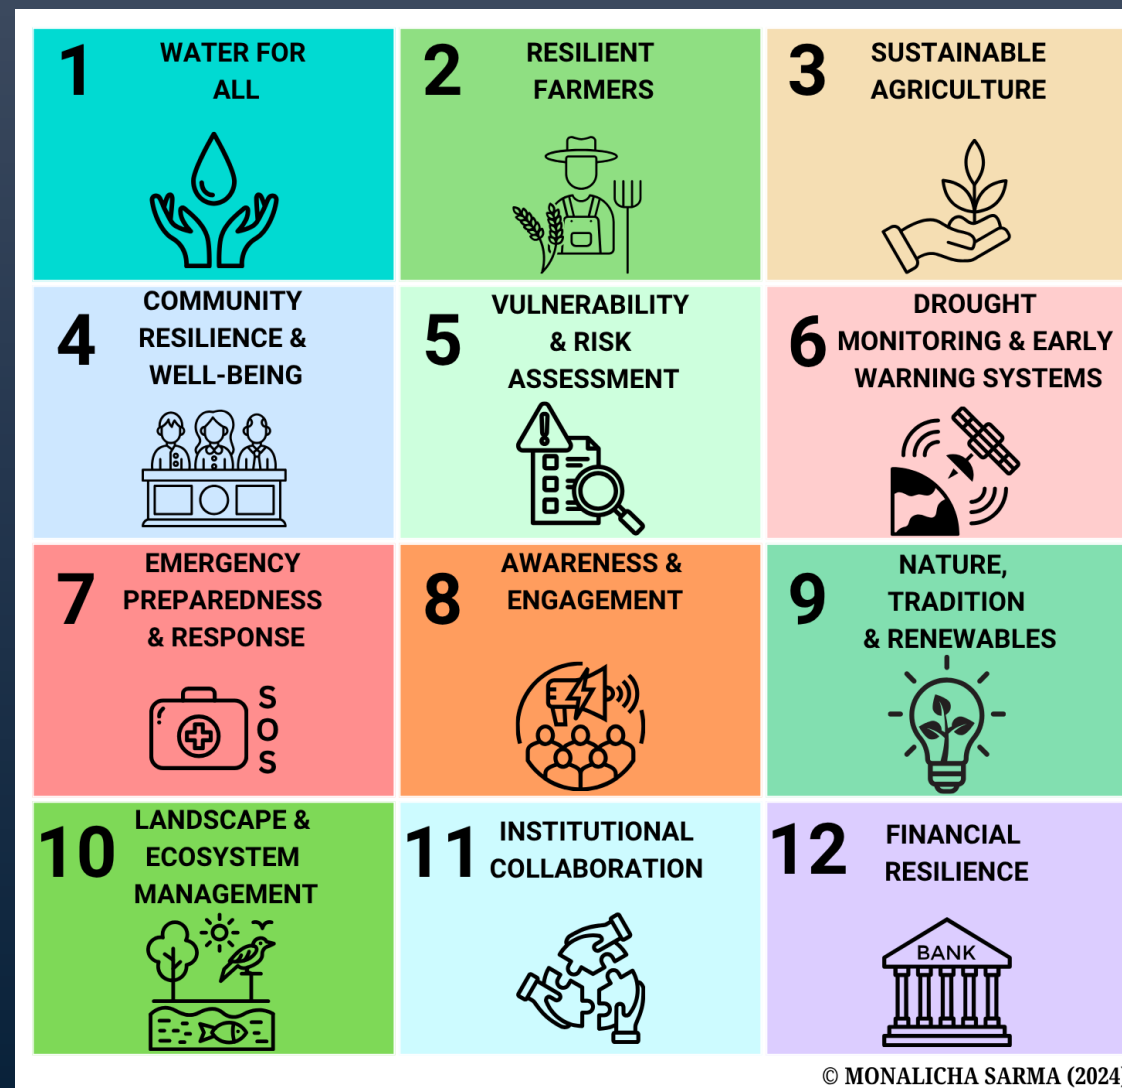 1
WATER FOR
ALL
2
RESILIENT
FARMERS
3
SUSTAINABLE
AGRICULTURE
4
COMMUNITY
RESILIENCE &
WELL-BEING
5
VULNERABILITY
& RISK
ASSESSMENT
6
DROUGHT
MONITORING & EARLY
WARNING SYSTEMS
7
EMERGENCY
PREPAREDNESS
& RESPONSE
S
O
S
8
AWARENESS &
ENGAGEMENT
9
NATURE,
TRADITION
& RENEWABLES
10
LANDSCAPE &
ECOSYSTEM
MANAGEMENT
11
INSTITUTIONAL
COLLABORATION
12
FINANCIAL
RESILIENCE
BANK
© MONALICHA SARMA (2024)